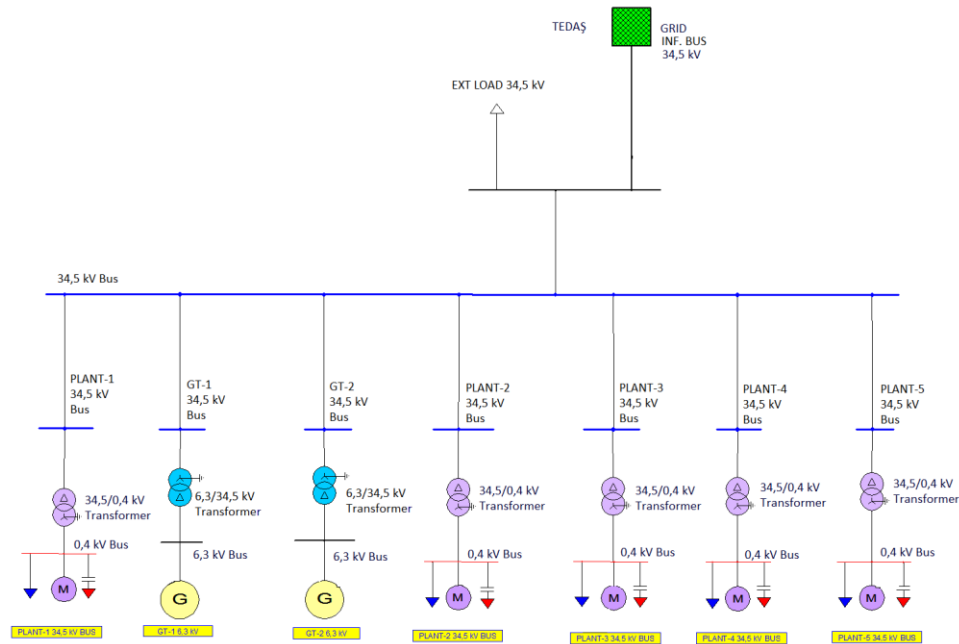 TEDAŞ
GRID
INF. BUS
34,5 kV
EXT LOAD 34,5 kV
34,5 kV Bus
PLANT-1
34,5 kV
Bus
GT-1
34,5 kV
Bus
GT-2
34,5 kV
Bus
PLANT-2
34,5 kV
Bus
PLANT-3
34,5 kV
Bus
PLANT-4
34,5 kV
Bus
PLANT-5
34,5 kV
Bus
34,5/0,4 kV
Transformer
6,3/34,5 kV
Transformer
6,3/34,5 kV
Transformer
34,5/0,4 kV
Transformer
34,5/0,4 kV
Transformer
34,5/0,4 kV
Transformer
34,5/0,4 kV
Transformer
0,4 kV Bus
6,3 kV Bus
6,3 kV Bus
0,4 kV Bus
0,4 kV Bus
0,4 kV Bus
0,4 kV Bus
M
G
G
M
M
M
M
PLANT-1 34,5 kV BUS
GT-1 6,3 kV
GT-2 6,3 kV
PLANT-2 34,5 kV BUS
PLANT-3 34,5 kV BUS
PLANT-4 34,5 kV BUS
PLANT-5 34,5 kV BUS